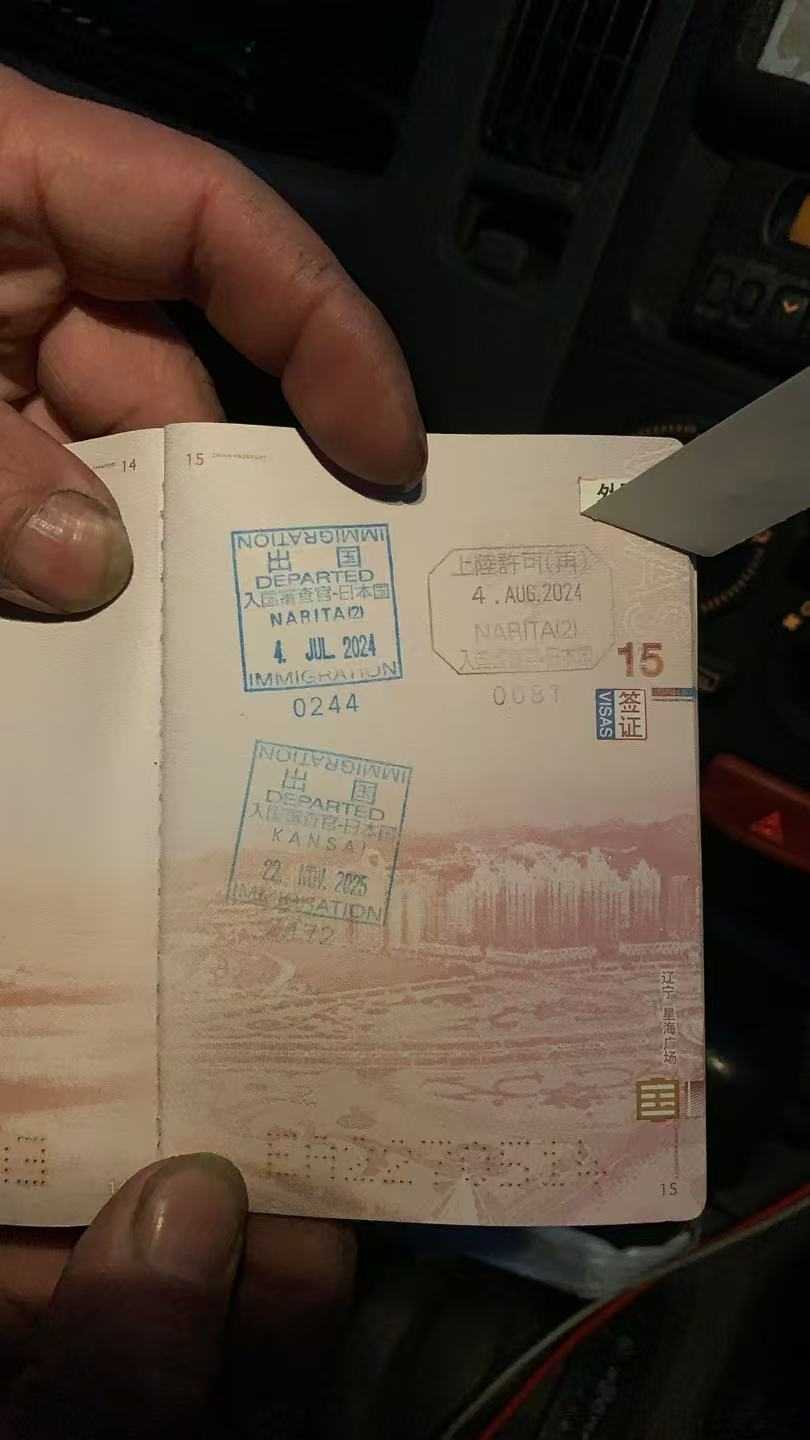 14
15
IMMIGRATION
出 国
DEPARTED
入国審査官-日本国
NARITA(2)
4. JUL. 2024
IMMIGRATION
0244
上陸許可(再)
4.AUG.2024
NARITA(2)
入国審査官-日本国
0081
15
签证
VISAS
IMMIGRATION
出 国
DEPARTED
入国審査官-日本国
KANSAI
22. NOV. 2025
IMMIGRATION
辽宁 星海广场
15